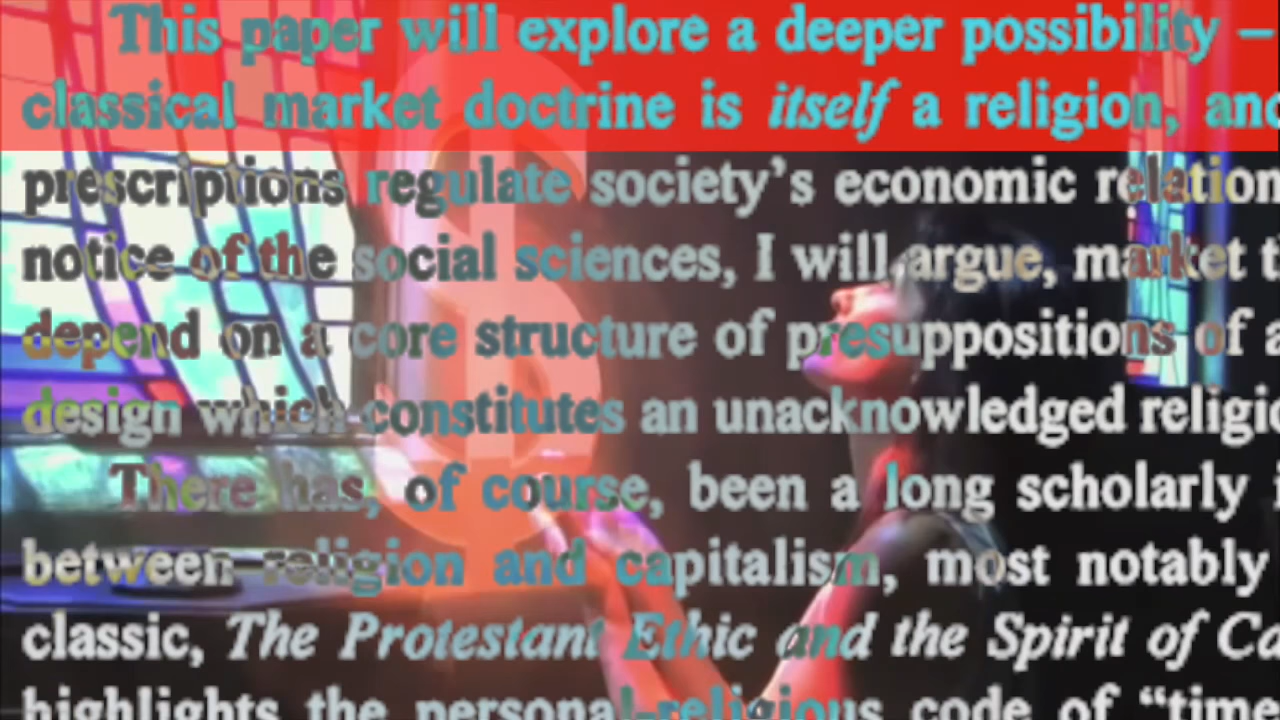 This paper will explore a deeper possibility –
classical market doctrine is itself a religion, and
prescriptions regulate society's economic relation
notice of the social sciences, I will argue, market t
depend on a core structure of presuppositions of a
design which constitutes an unacknowledged religio
There has, of course, been a long scholarly i
between religion and capitalism, most notably
classic, The Protestant Ethic and the Spirit of Ca
highlights the personal-religious code of “time